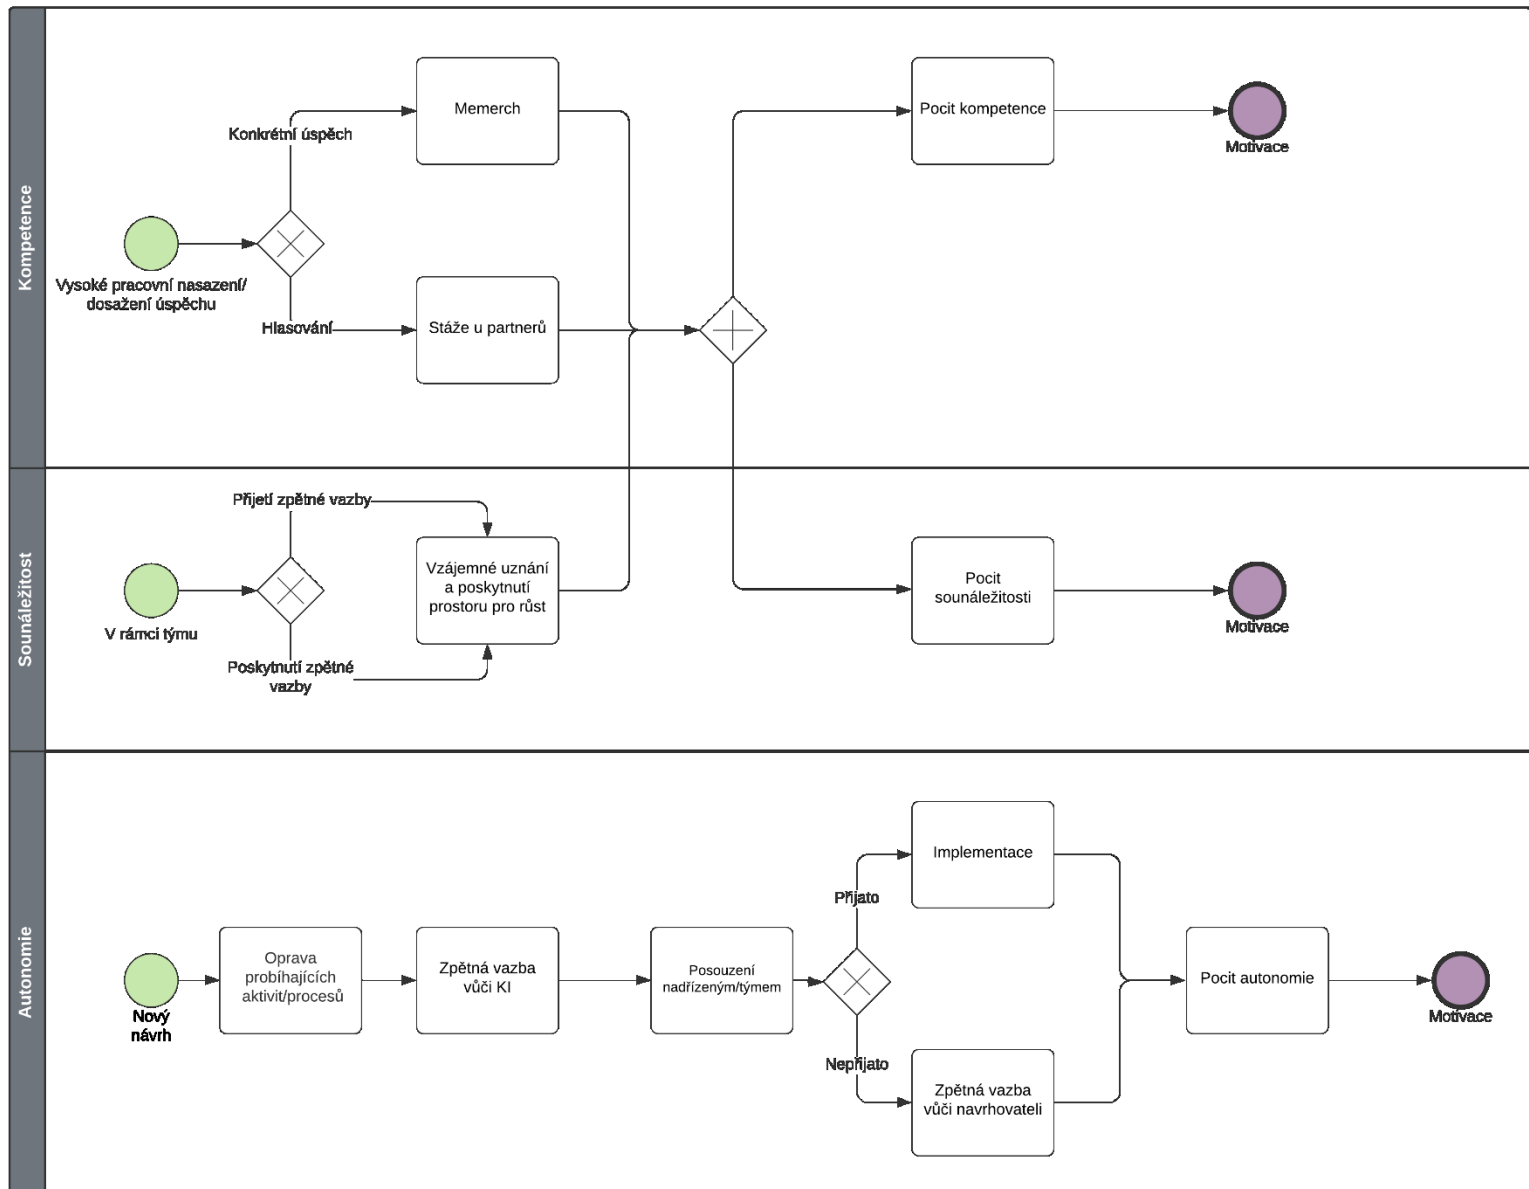 Kompetence
Memerch
Pocit kompetence
Konkrétní úspěch
Motivace
Vysoké pracovní nasazení/
dosažení úspěchu
Hlasování
Stáže u partnerů
Sounáležitost
Přijetí zpětné vazby
Vzájemné uznání
a poskytnutí
prostoru pro růst
Pocit
sounáležitosti
V rámci týmu
Motivace
Poskytnutí zpětné
vazby
Autonomie
Implementace
Přijato
Nový
návrh
Oprava
probíhajících
aktivit/procesů
Zpětná vazba
vůči KI
Posouzení
nadřízeným/týmem
Pocit autonomie
Motivace
Nepřijato
Zpětná vazba
vůči navrhovateli